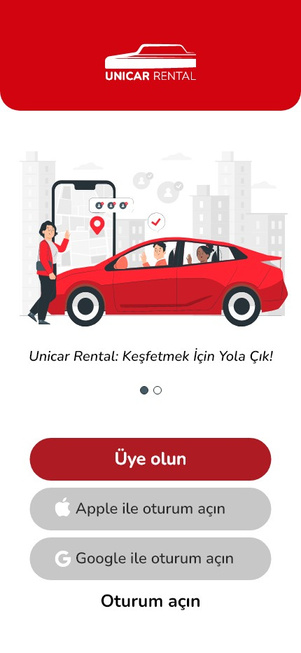 UNICAR RENTAL
Unicar Rental: Keşfetmek İçin Yola Çık!
Üye olun
Apple ile oturum açın
Google ile oturum açın
Oturum açın